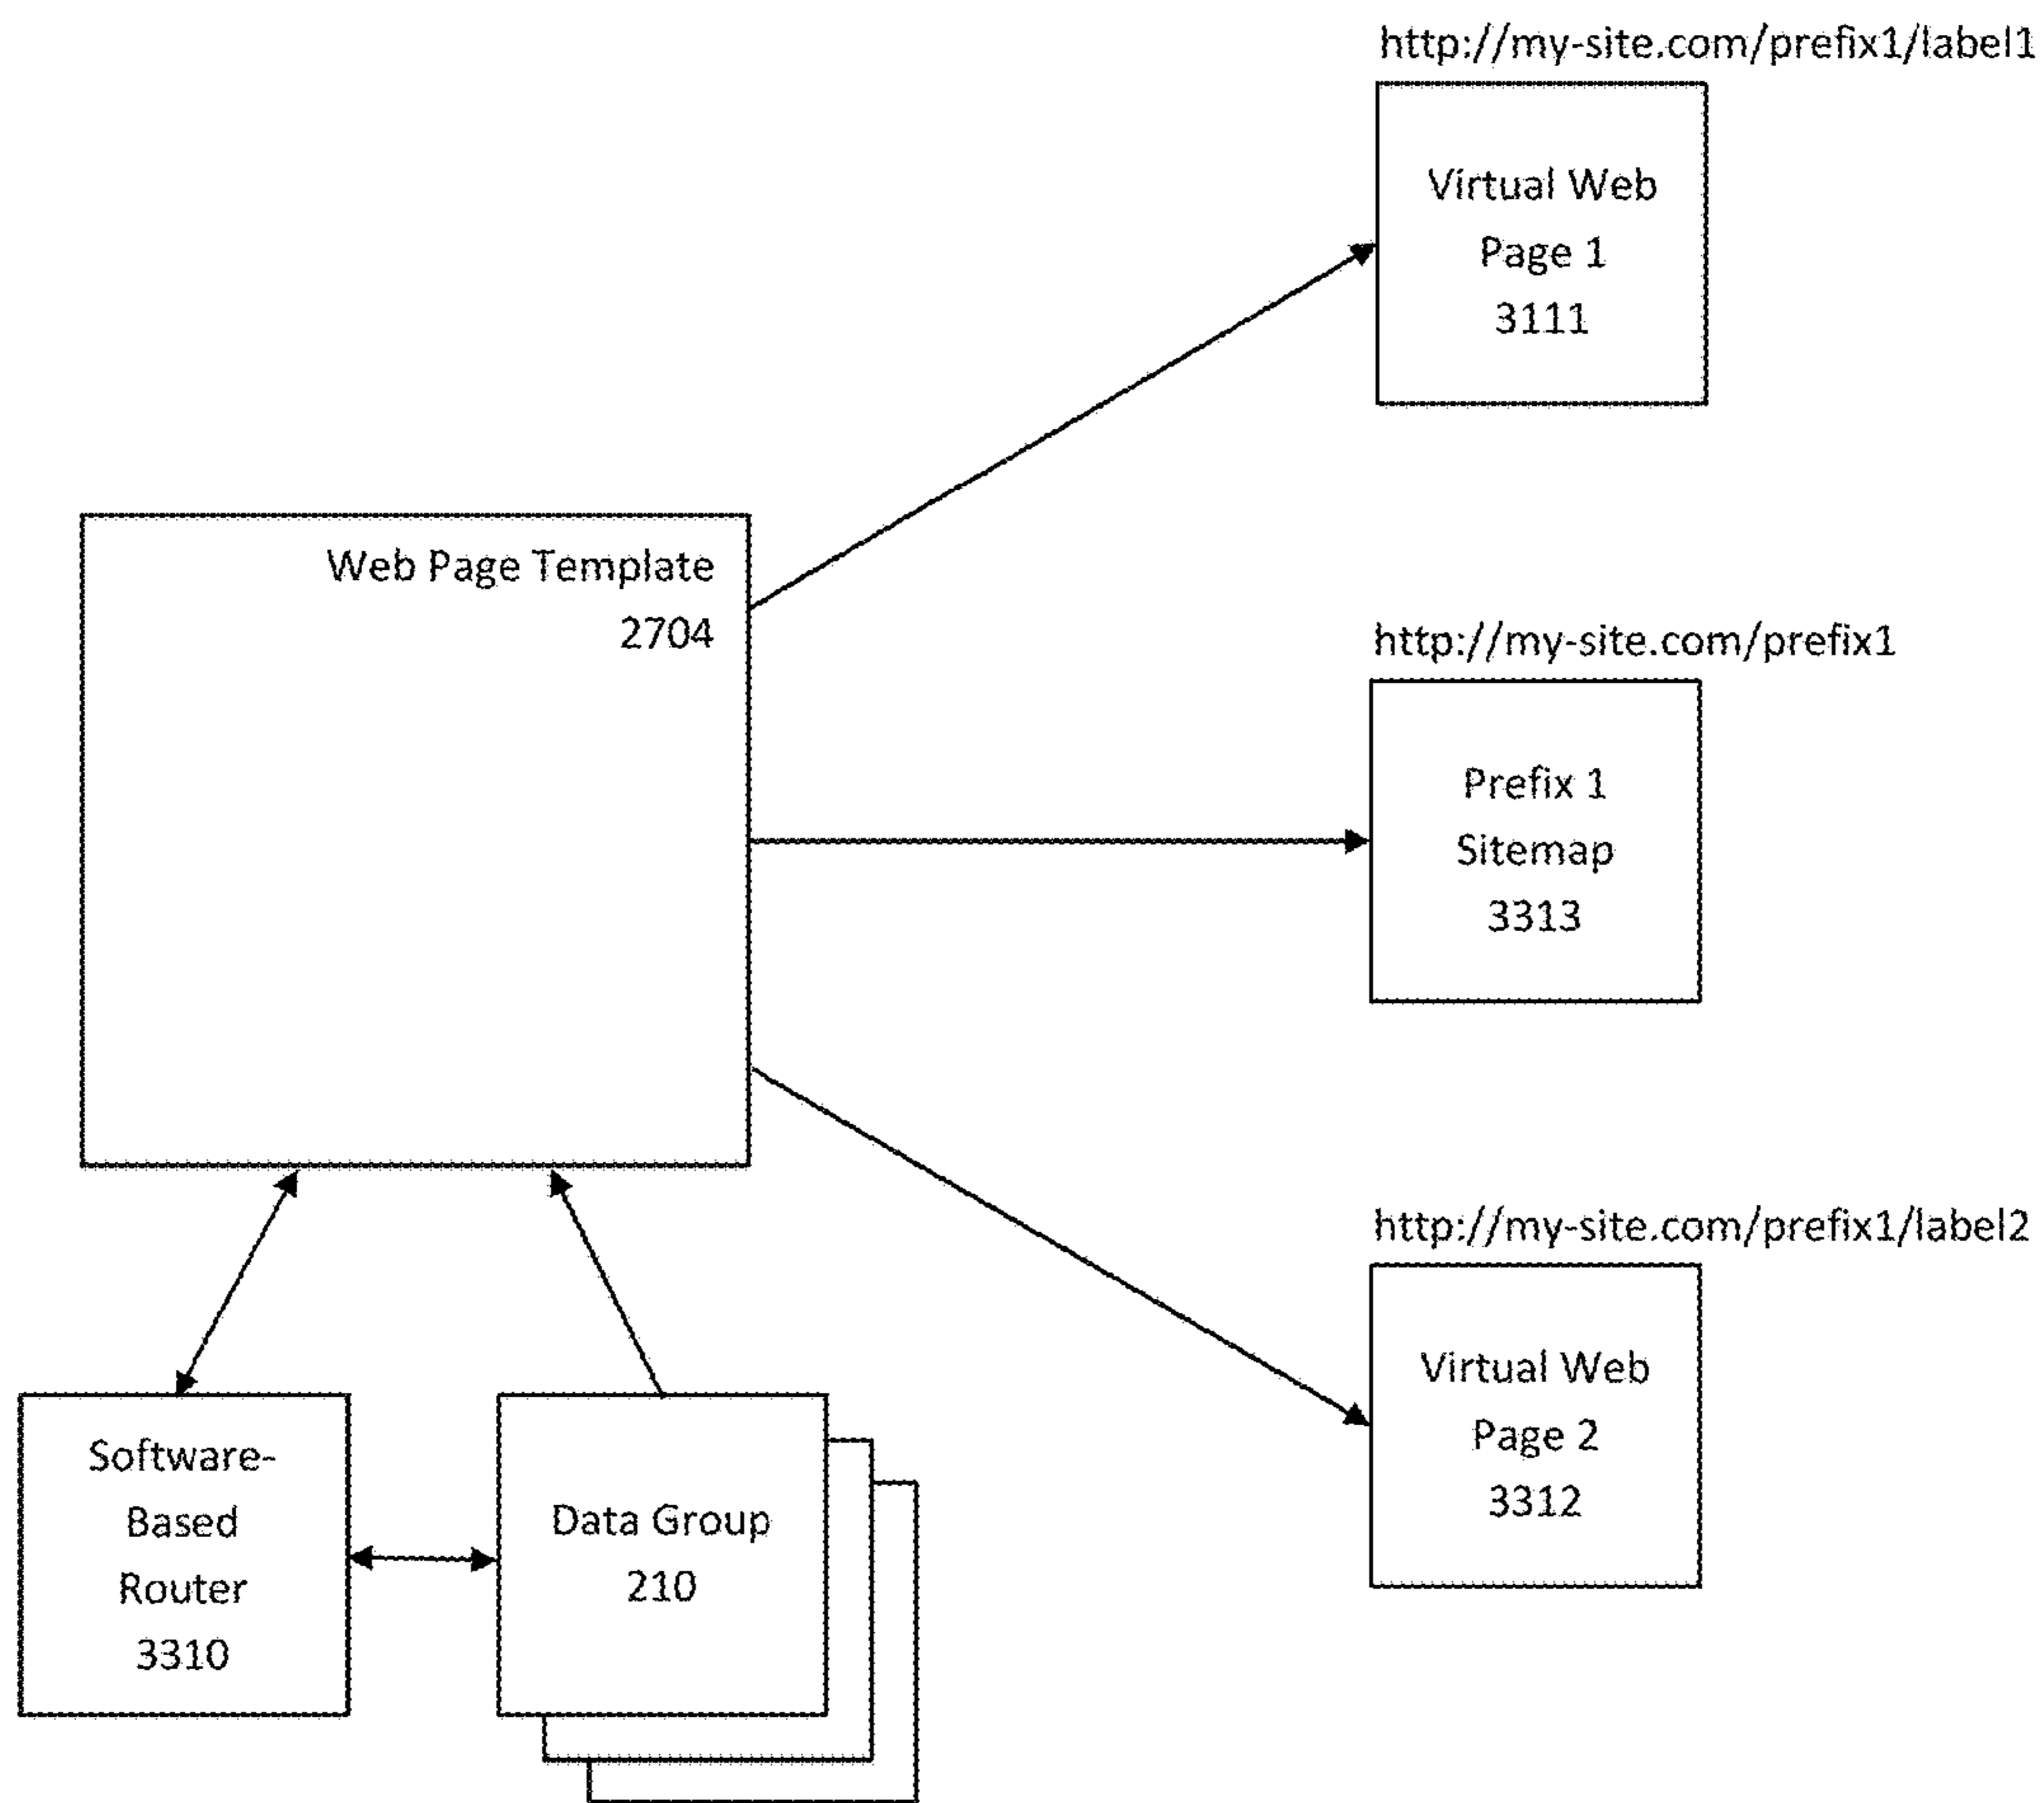 http://my-site.com/prefix1/label1
Virtual Web
Page 1
3111
Web Page Template
2704
http://my-site.com/prefix1
Prefix 1
Sitemap
3313
http://my-site.com/prefix1/label2
Virtual Web
Page 2
3312
Software-
Based
Router
3310
Data Group
210